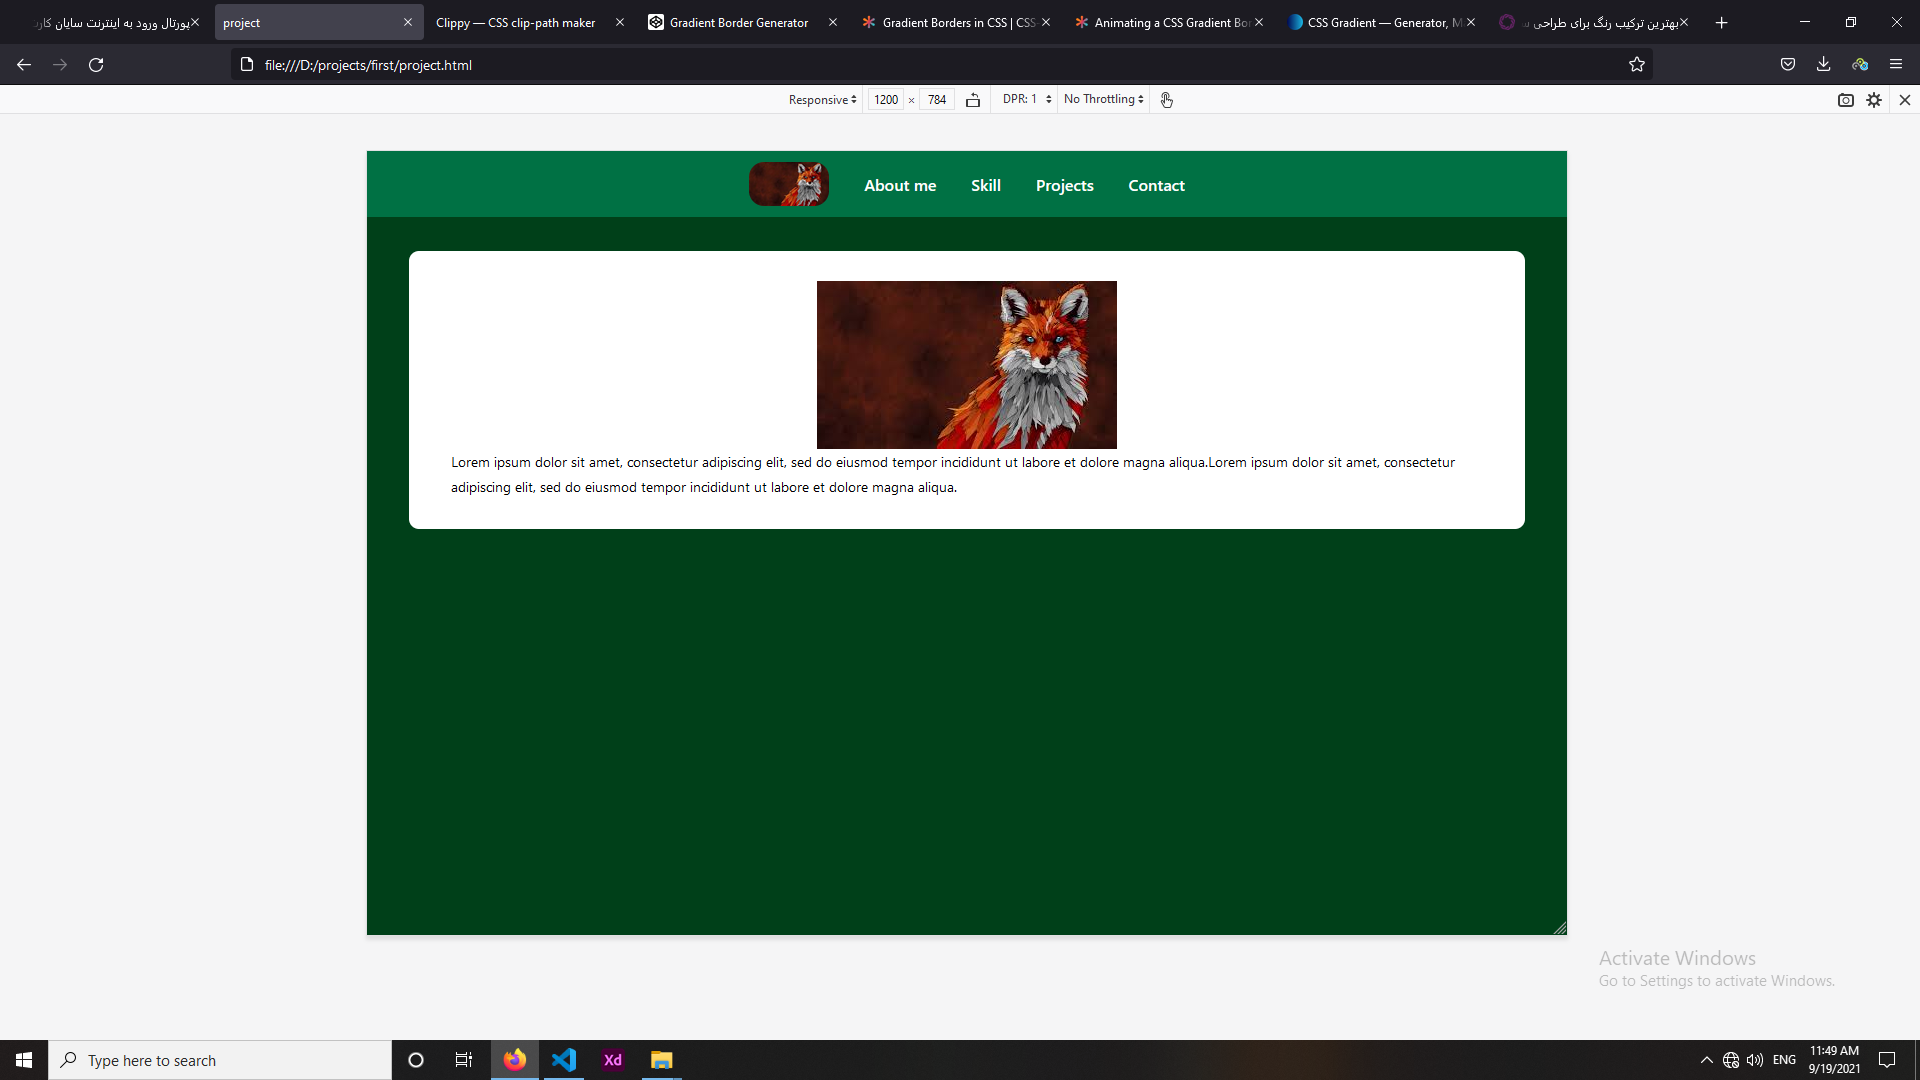 پورتال ورود به اینترنت سایان
project
Clippy — CSS clip-path maker
Gradient Border Generator
Gradient Borders in CSS | CSS-
Animating a CSS Gradient Bor
CSS Gradient — Generator, M
بهترین ترکیب رنگ برای طراحی
file:///D:/projects/first/project.html
Responsive 1200 × 784 DPR: 1 No Throttling
About me Skill Projects Contact
Lorem ipsum dolor sit amet, consectetur adipiscing elit, sed do eiusmod tempor incididunt ut labore et dolore magna aliqua.Lorem ipsum dolor sit amet, consectetur
adipiscing elit, sed do eiusmod tempor incididunt ut labore et dolore magna aliqua.
Activate Windows
Go to Settings to activate Windows.
Type here to search
Xd
ENG
11:49 AM
9/19/2021